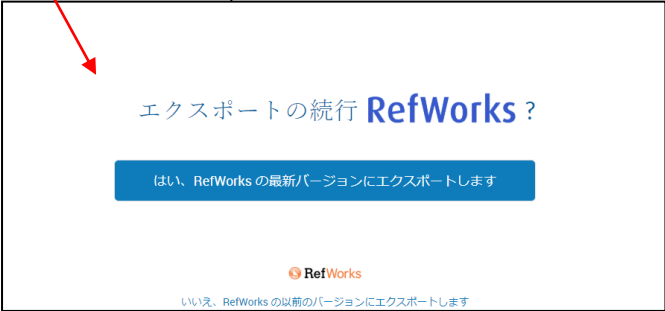 エクスポートの続行 RefWorks ?
はい、RefWorks の最新バージョンにエクスポートします
RefWorks
いいえ、RefWorks の以前のバージョンにエクスポートします